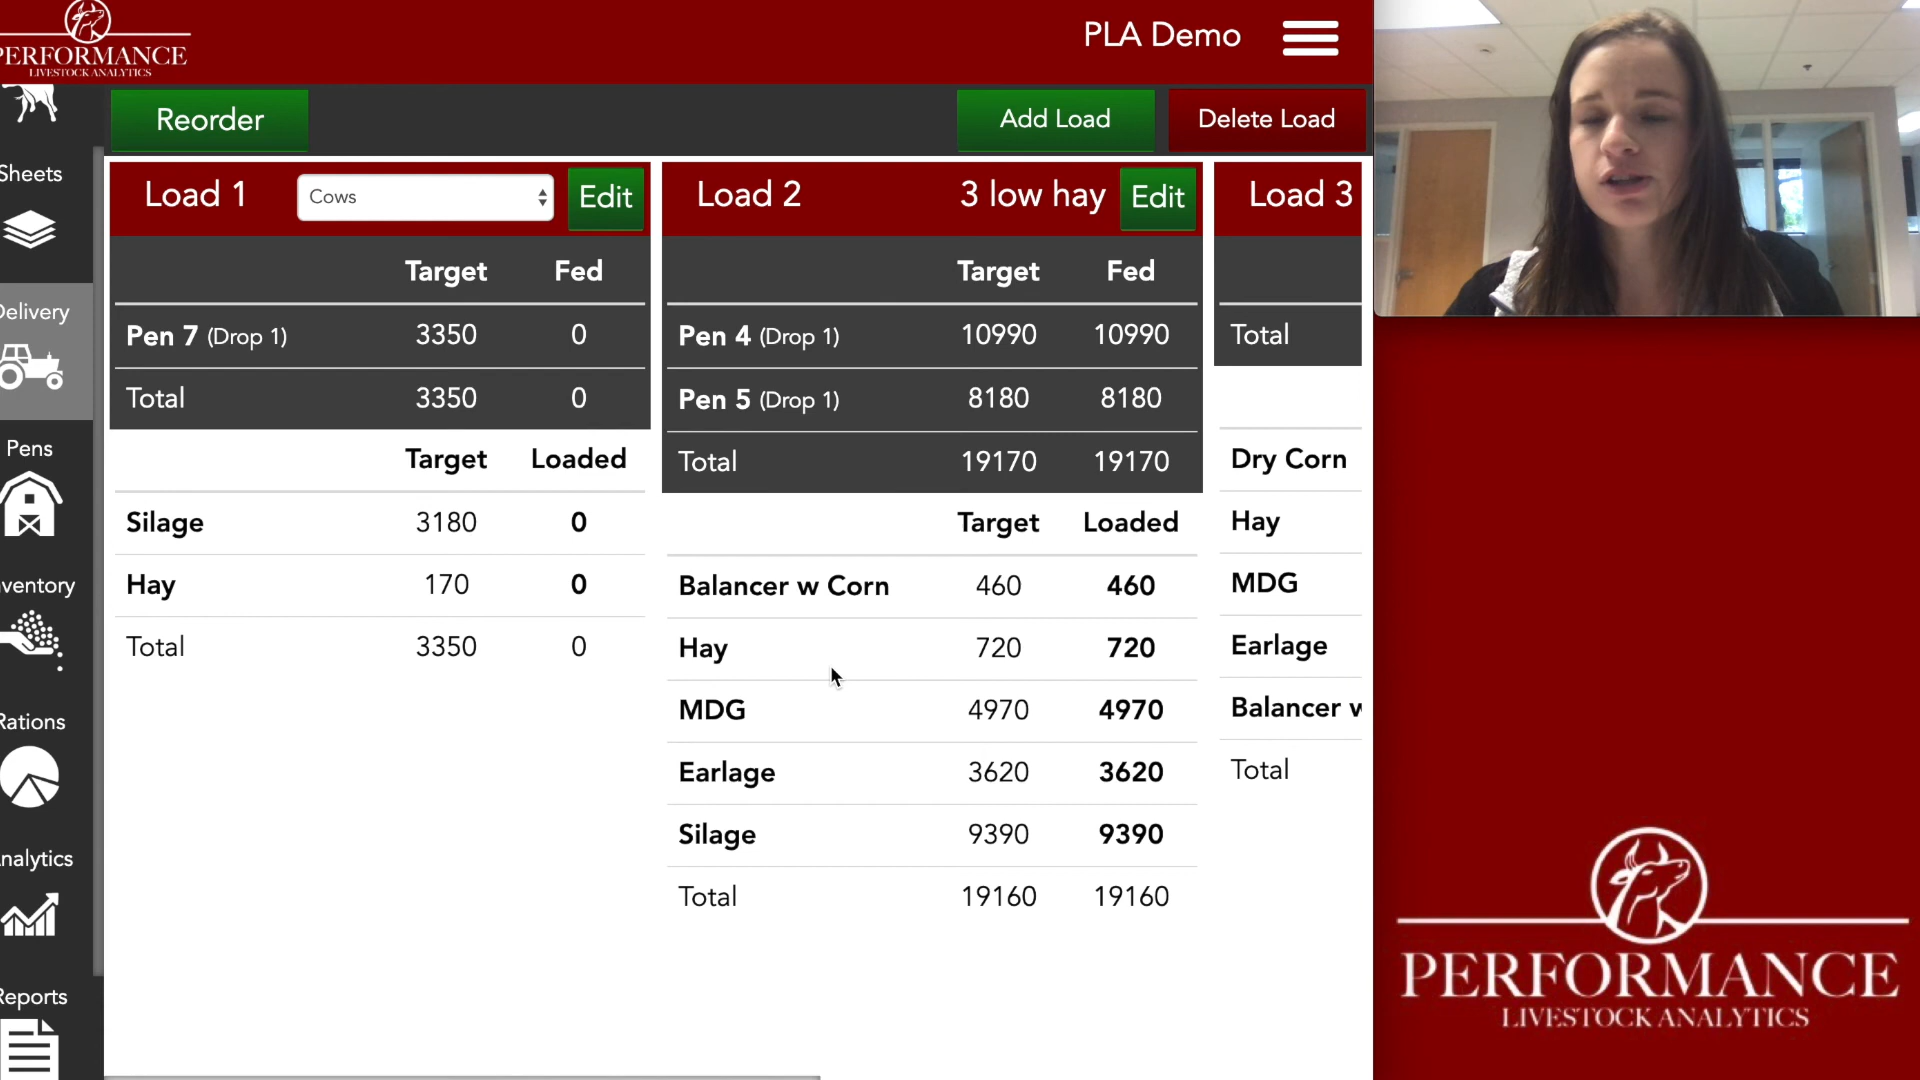 PERFORMANCE
LIVESTOCK ANALYTICS
PLA Demo
Reorder
Add Load
Delete Load
Sheets
Delivery
Pens
nventory
Rations
Analytics
Reports
Load 1
Cows
Edit
Target Fed
Pen 7 (Drop 1) 3350 0
Total 3350 0
Target Loaded
Silage 3180 0
Hay 170 0
Total 3350 0
Load 2 3 low hay Edit
Target Fed
Pen 4 (Drop 1) 10990 10990
Pen 5 (Drop 1) 8180 8180
Total 19170 19170
Target Loaded
Balancer w Corn 460 460
Hay 720 720
MDG 4970 4970
Earlage 3620 3620
Silage 9390 9390
Total 19160 19160
Load 3
Total
Dry Corn
Hay
MDG
Earlage
Balancer w
Total
PERFORMANCE
LIVESTOCK ANALYTICS